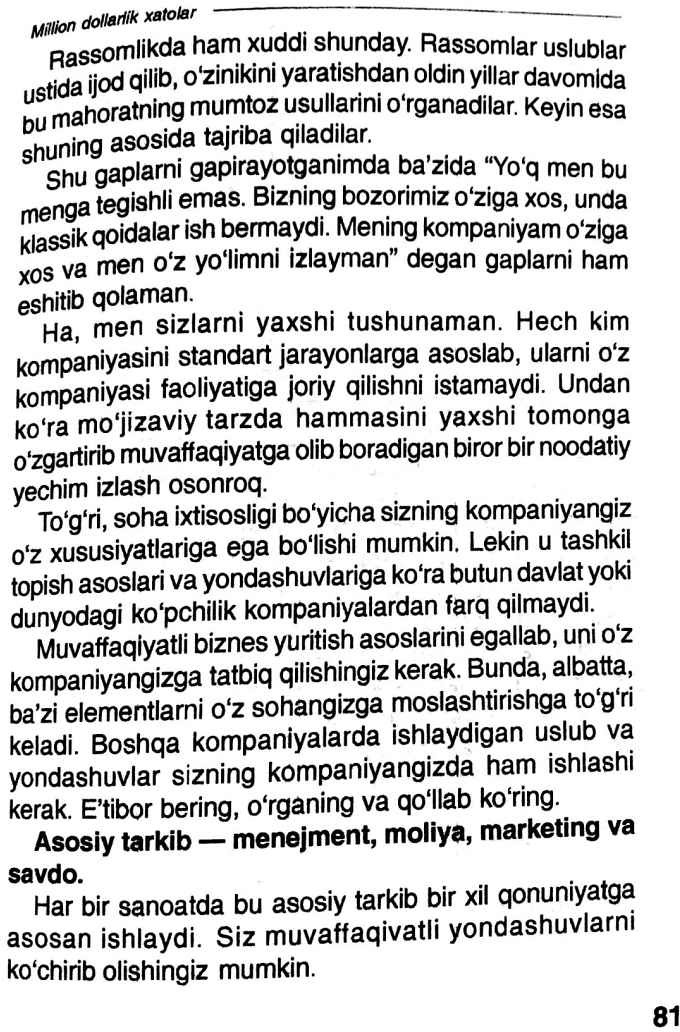 Million dollarlik xatolar
Rassomlikda ham xuddi shunday. Rassomlar uslublar
ustida ijod qilib, o‘zinikini yaratishdan oldin yillar davomida
bu mahoratning mumtoz usullarini o‘rganadilar. Keyin esa
shuning asosida tajriba qiladilar.
Shu gaplarni gapirayotganimda ba’zida “Yo‘q men bu
menga tegishli emas. Bizning bozorimiz o‘ziga xos, unda
klassik qoidalar ish bermaydi. Mening kompaniyam o‘ziga
xos va men o‘z yo‘limni izlayman” degan gaplarni ham
eshitib qolaman.
Ha, men sizlarni yaxshi tushunaman. Hech kim
kompaniyasini standart jarayonlarga asoslab, ularni o‘z
kompaniyasi faoliyatiga joriy qilishni istamaydi. Undan
ko‘ra mo‘jizaviy tarzda hammasini yaxshi tomonga
o‘zgartirib muvaffaqiyatga olib boradigan biror bir noodatiy
yechim izlash osonroq.
To‘g‘ri, soha ixtisosligi bo‘yicha sizning kompaniyangiz
o‘z xususiyatlariga ega bo‘lishi mumkin. Lekin u tashkil
topish asoslari va yondashuvlariga ko‘ra butun davlat yoki
dunyodagi ko‘pchilik kompaniyalardan farq qilmaydi.
Muvaffaqiyatli biznes yuritish asoslarini egallab, uni o‘z
kompaniyangizga tatbiq qilishingiz kerak. Bunda, albatta,
ba’zi elementlarni o‘z sohangizga moslashtirishga to‘g‘ri
keladi. Boshqa kompaniyalarda ishlaydigan uslub va
yondashuvlar sizning kompaniyangizda ham ishlashi
kerak. E’tibor bering, o‘rganing va qo‘llab ko‘ring.
Asosiy tarkib — menejment, moliya, marketing va
savdo.
Har bir sanoatda bu asosiy tarkib bir xil qonuniyatga
asosan ishlaydi. Siz muvaffaqivatli yondashuvlarni
ko‘chirib olishingiz mumkin.
81